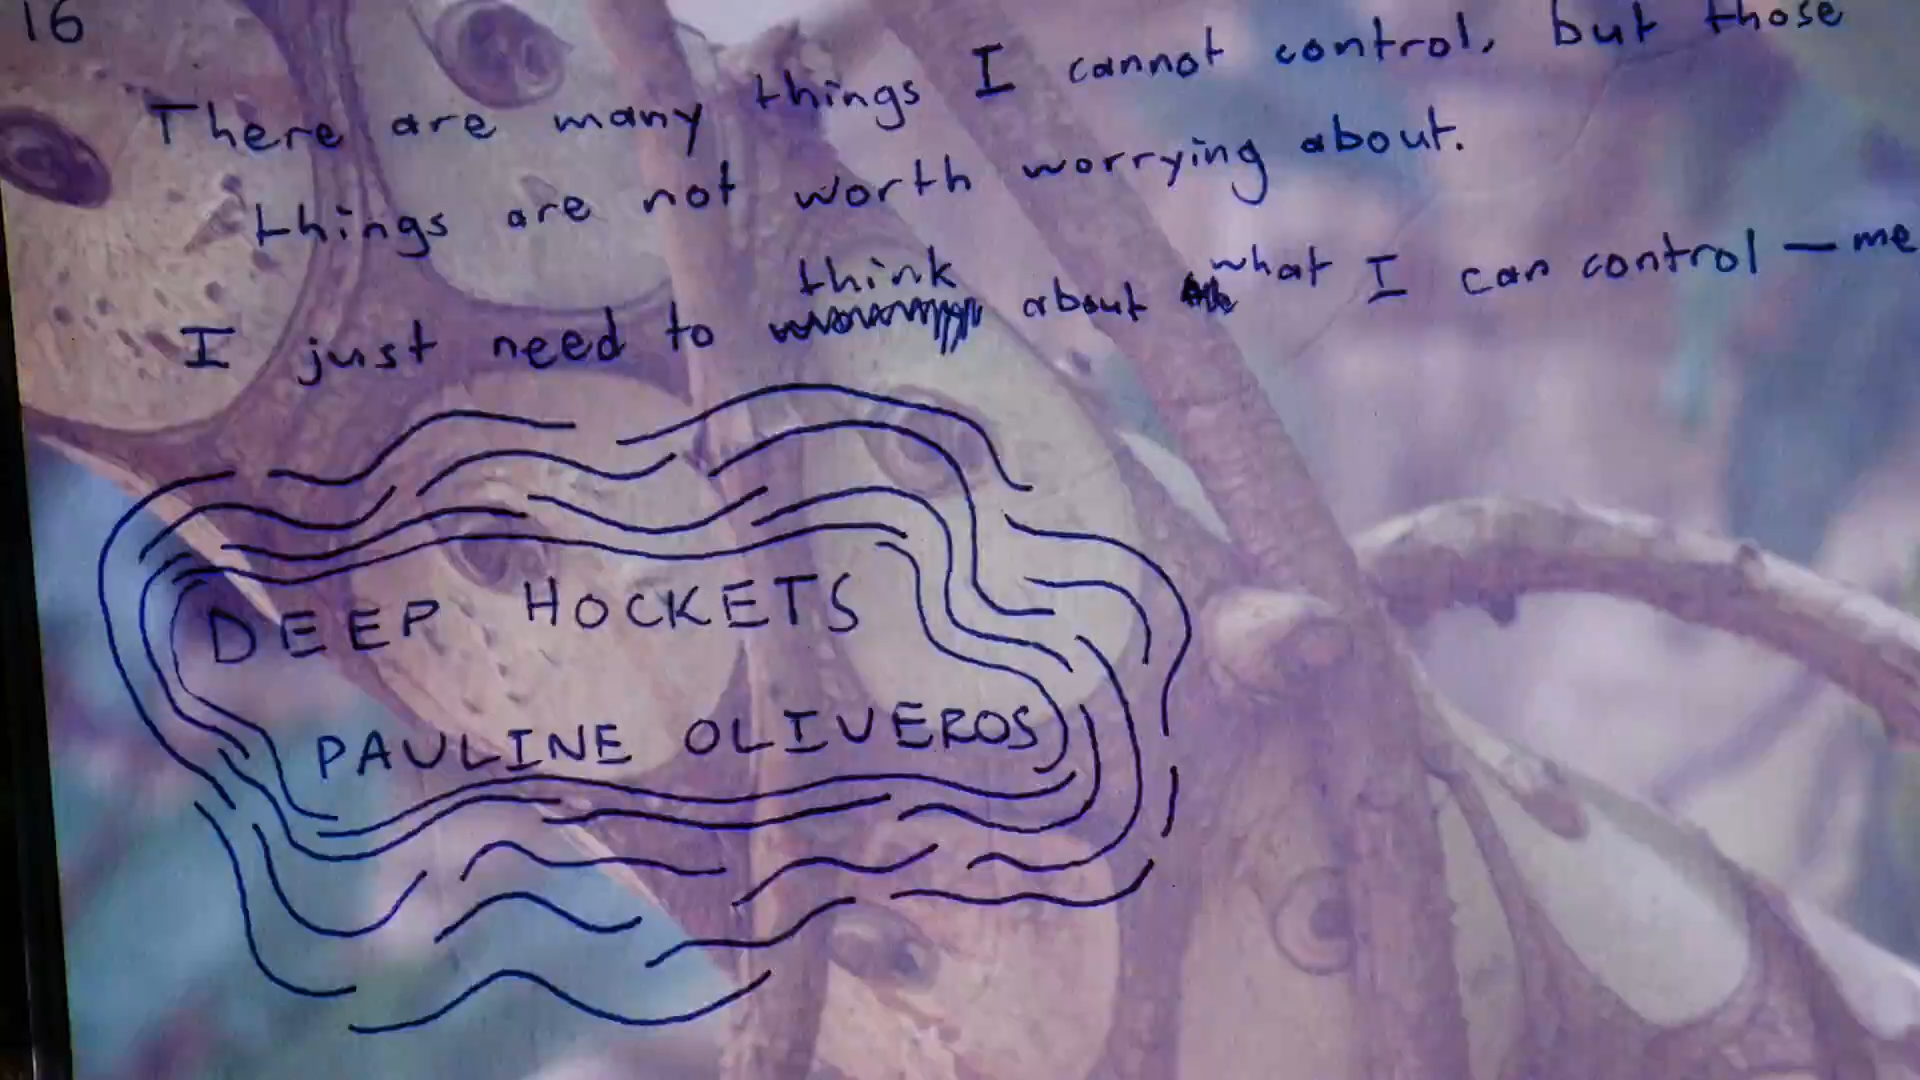 16
There are many things I cannot control, but those
things are not worth worrying about.
I just need to think about what I can control — me
DEEP HOCKETS
PAULINE OLIVEROS